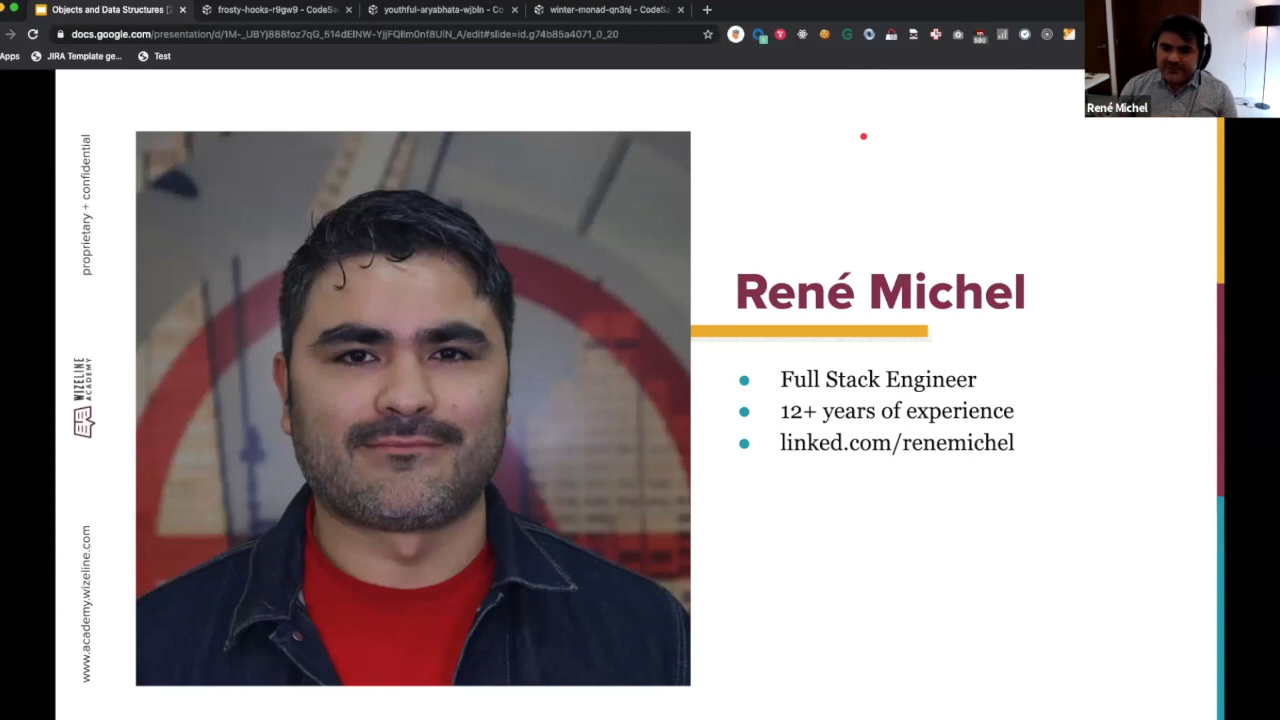 Objects and Data Structures [2
frosty-hooks-r9gw9 - CodeSa
youthful-aryabhata-wjbln - Co
winter-monad-qn3nj - CodeSa
Apps
JIRA Template ge...
Test
René Michel
proprietary + confidential
WIZELINE
ACADEMY
www.academy.wizeline.com
René Michel
Full Stack Engineer
12+ years of experience
linked.com/renemichel